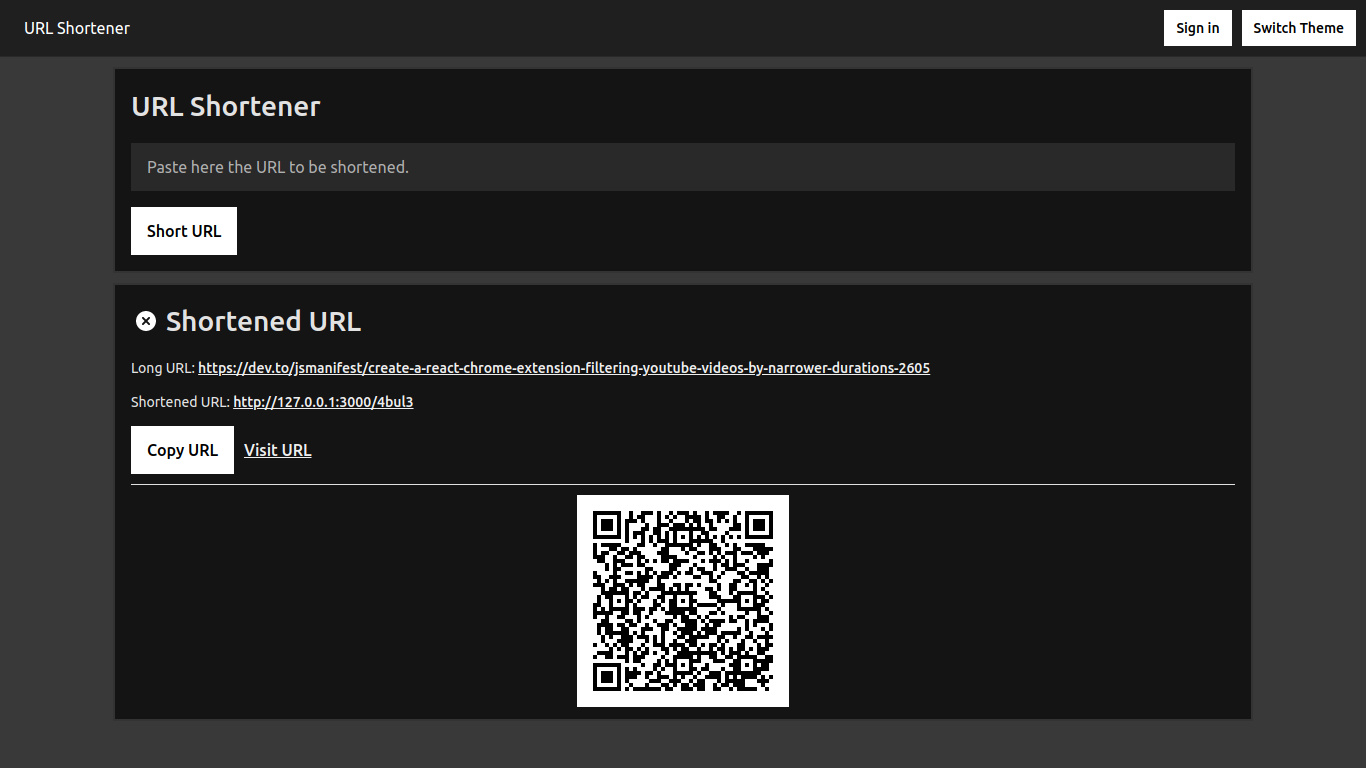 URL Shortener
Sign in
Switch Theme
URL Shortener
Paste here the URL to be shortened.
Short URL
Shortened URL
Long URL: https://dev.to/jsmanifest/create-a-react-chrome-extension-filtering-youtube-videos-by-narrower-durations-2605
Shortened URL: http://127.0.0.1:3000/4bul3
Copy URL
Visit URL